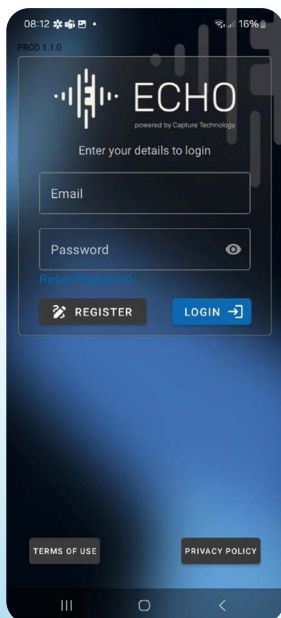 08:12
16%
PROD 1.1.0
ECHO
powered by Capture Technology
Enter your details to login
Email
Password
Reset Password
REGISTER
LOGIN
TERMS OF USE
PRIVACY POLICY